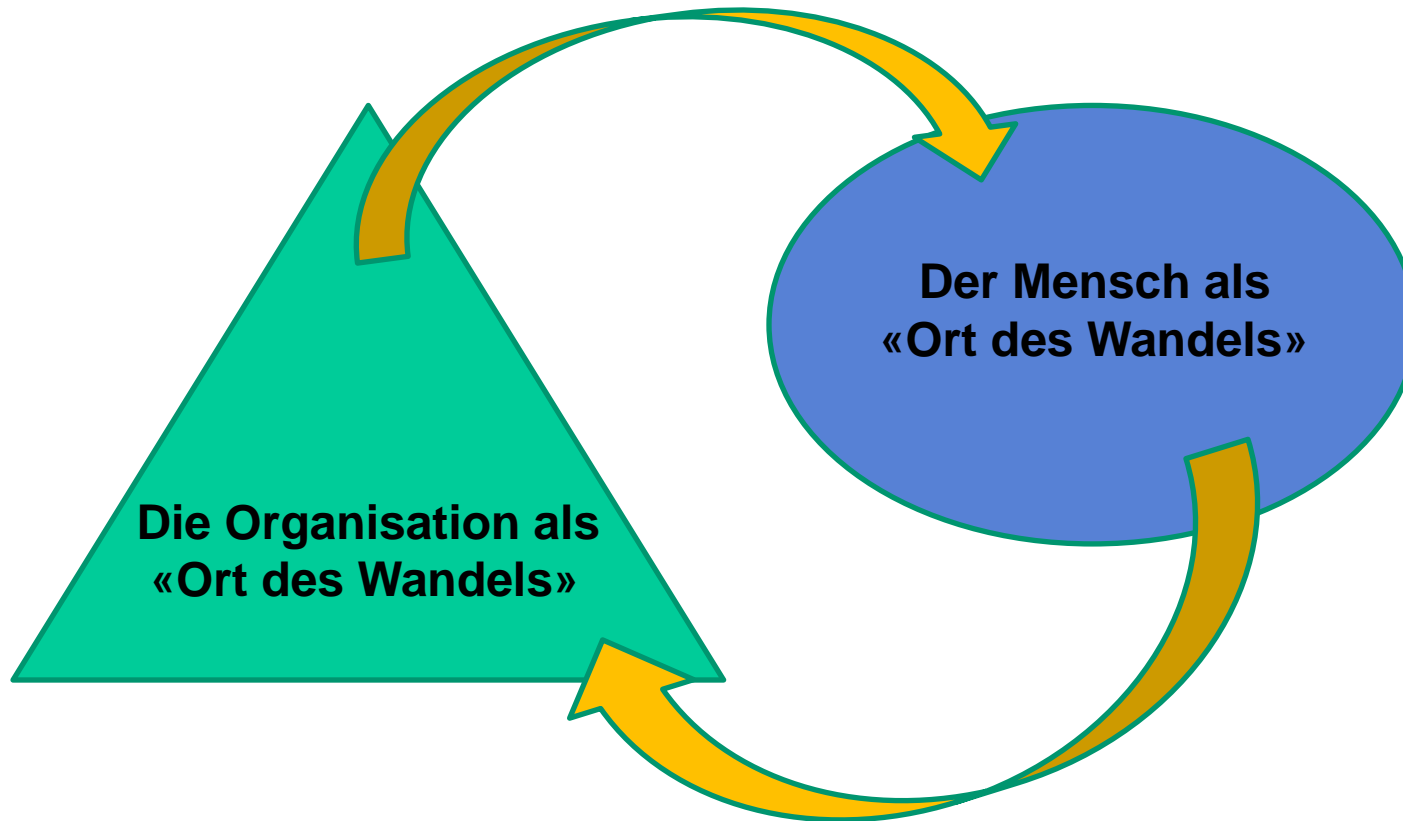 Der Mensch als
«Ort des Wandels»
Die Organisation als
«Ort des Wandels»